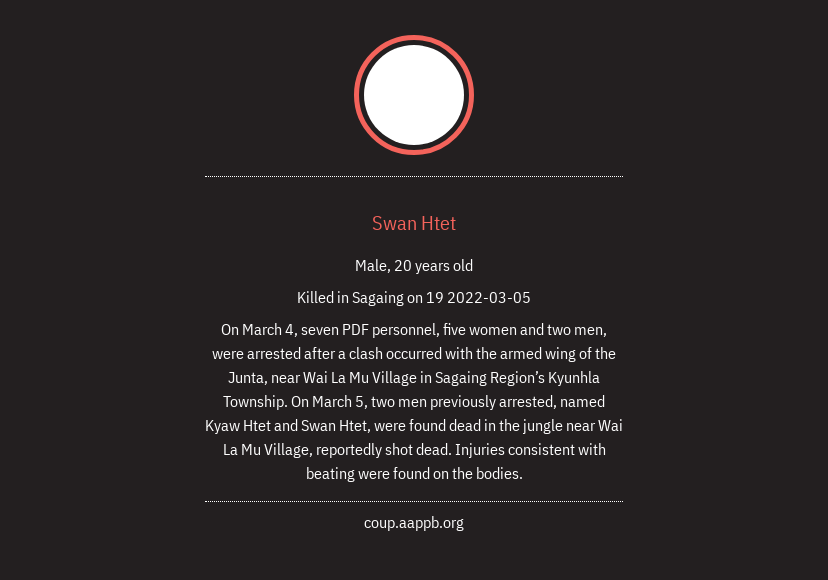 Swan Htet
Male, 20 years old
Killed in Sagaing on 19 2022-03-05
On March 4, seven PDF personnel, five women and two men,
were arrested after a clash occurred with the armed wing of the
Junta, near Wai La Mu Village in Sagaing Region’s Kyunhla
Township. On March 5, two men previously arrested, named
Kyaw Htet and Swan Htet, were found dead in the jungle near Wai
La Mu Village, reportedly shot dead. Injuries consistent with
beating were found on the bodies.
coup.aappb.org